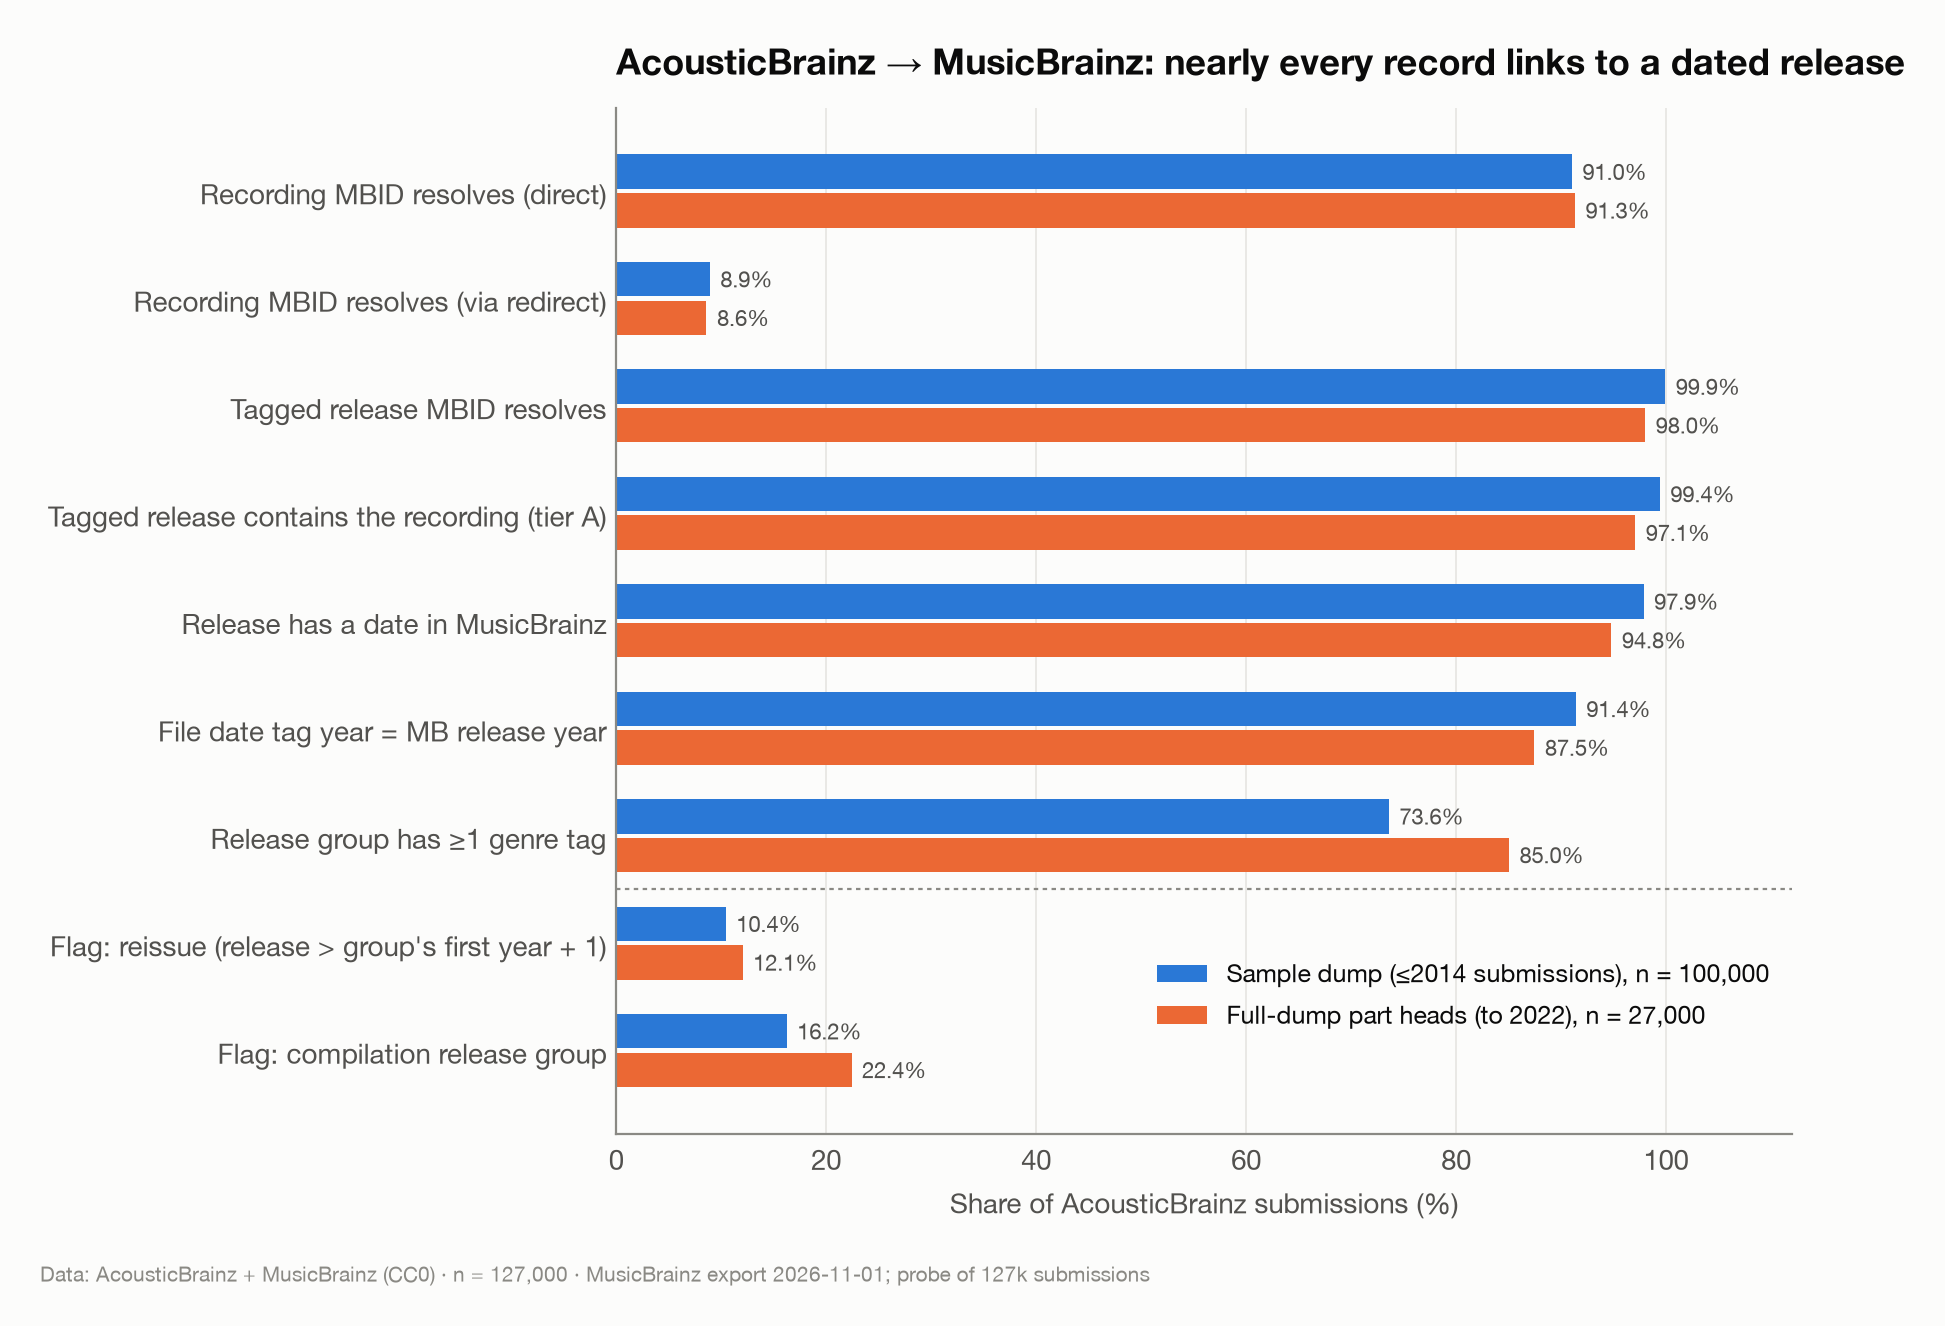 AcousticBrainz → MusicBrainz: nearly every record links to a dated release
Recording MBID resolves (direct)
91.0%
91.3%
Recording MBID resolves (via redirect)
8.9%
8.6%
Tagged release MBID resolves
99.9%
98.0%
Tagged release contains the recording (tier A)
99.4%
97.1%
Release has a date in MusicBrainz
97.9%
94.8%
File date tag year = MB release year
91.4%
87.5%
Release group has ≥1 genre tag
73.6%
85.0%
Flag: reissue (release > group's first year + 1)
10.4%
12.1%
Flag: compilation release group
16.2%
22.4%
Sample dump (≤2014 submissions), n = 100,000
Full-dump part heads (to 2022), n = 27,000
0 20 40 60 80 100
Share of AcousticBrainz submissions (%)
Data: AcousticBrainz + MusicBrainz (CC0) · n = 127,000 · MusicBrainz export 2026-11-01; probe of 127k submissions